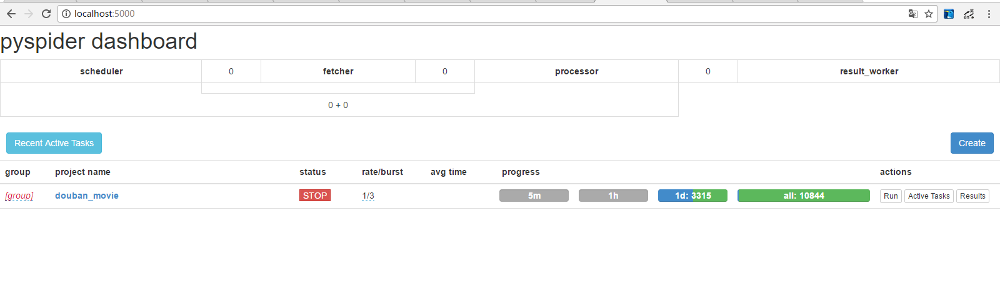 localhost:5000
pyspider dashboard
scheduler 0 fetcher 0 processor 0 result_worker
0 + 0
Recent Active Tasks Create
group project name status rate/burst avg time progress actions
[group] douban_movie STOP 1/3 5m 1h 1d: 3315 all: 10844 Run Active Tasks Results